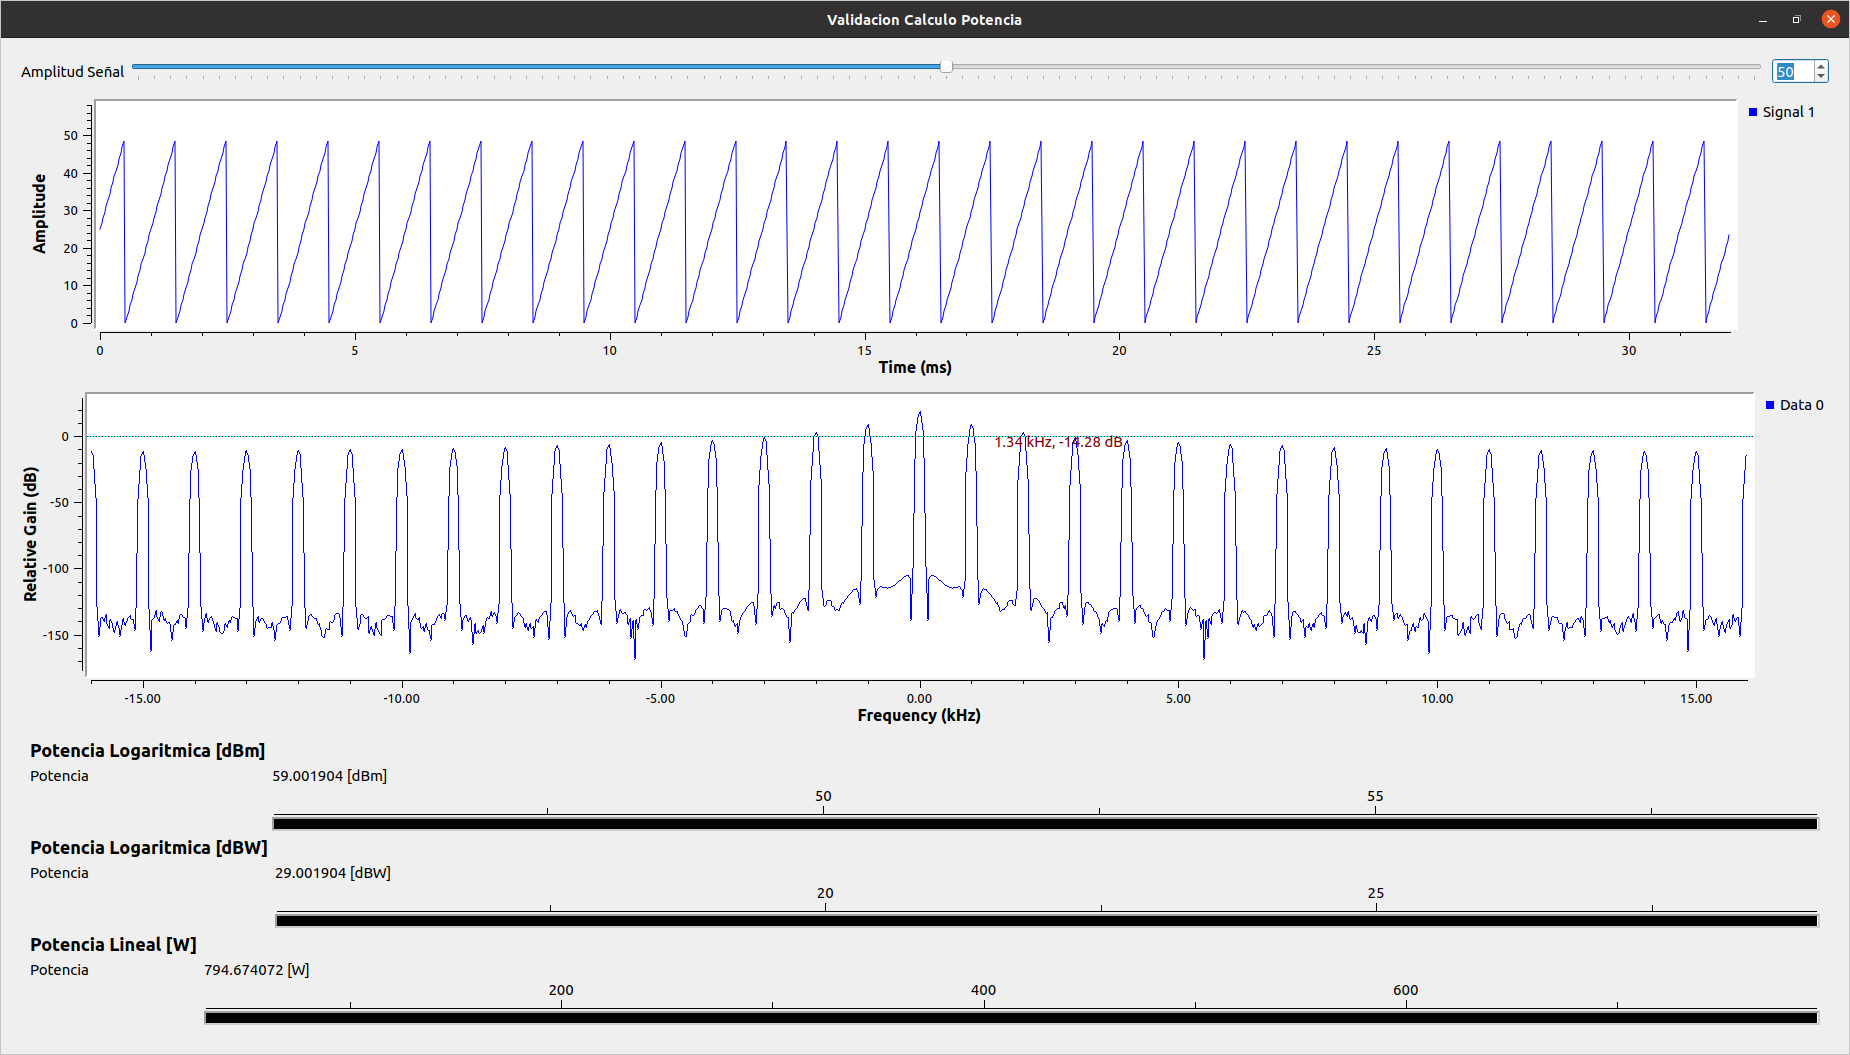 Validacion Calculo Potencia
Amplitud Señal 50
Signal 1
Amplitude
50
40
30
20
10
0
0 5 10 15 20 25 30
Time (ms)
Data 0
Relative Gain (dB)
0
-50
-100
-150
1.34 kHz, -14.28 dB
-15.00 -10.00 -5.00 0.00 5.00 10.00 15.00
Frequency (kHz)
Potencia Logaritmica [dBm]
Potencia 59.001904 [dBm]
50 55
Potencia Logaritmica [dBW]
Potencia 29.001904 [dBW]
20 25
Potencia Lineal [W]
Potencia 794.674072 [W]
200 400 600